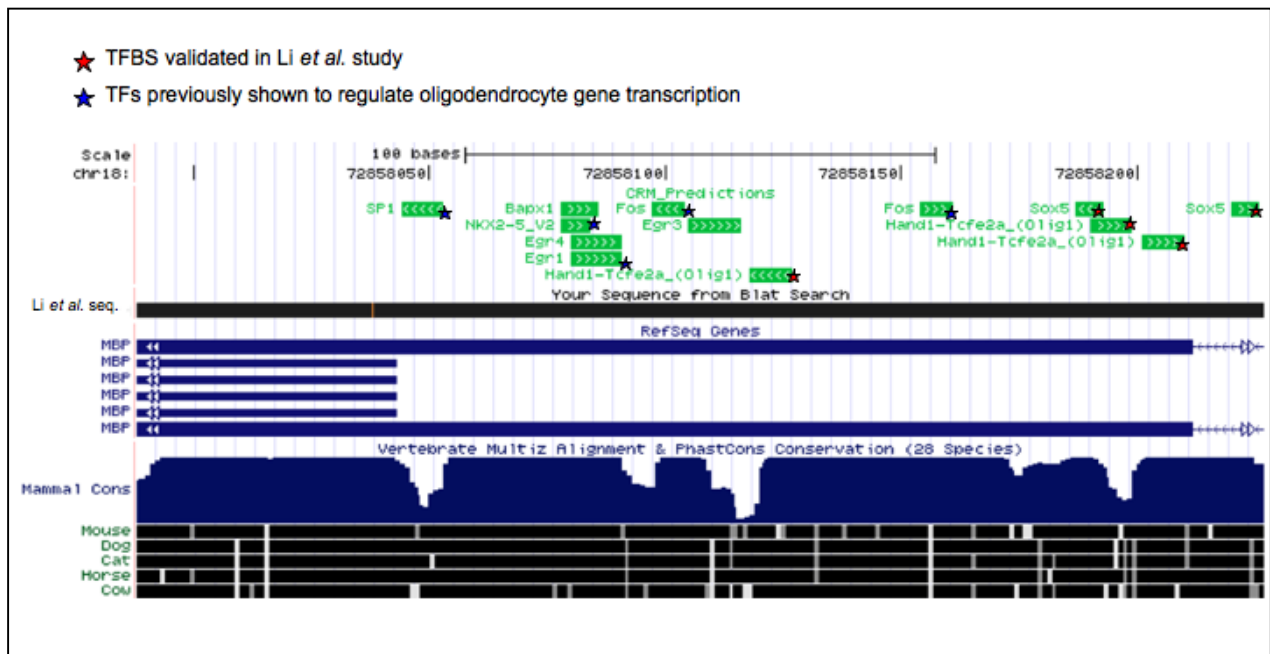 TFBS validated in Li et al. study
TFs previously shown to regulate oligodendrocyte gene transcription
Scale 100 bases
chr18: 72858050 72858100 72858150 72858200
CRM_Predictions
SP1 Bapx1 Fos Fos Sox5 Sox5
NKX2-5_V2 Egr3 Hand1-Tcfe2a_(Olig1)
Egr4 Hand1-Tcfe2a_(Olig1)
Egr1
Hand1-Tcfe2a_(Olig1)
Your Sequence from Blat Search
Li et al. seq.
RefSeq Genes
MBP
MBP
MBP
MBP
MBP
MBP
Vertebrate Multiz Alignment & PhastCons Conservation (28 Species)
Mammal Cons
Mouse
Dog
Cat
Horse
Cow